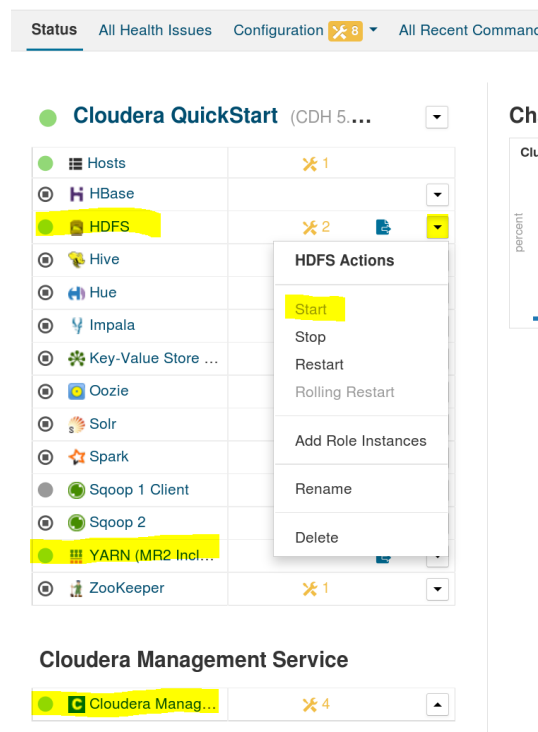 Status All Health Issues Configuration 8 All Recent Comman
Cloudera QuickStart (CDH 5....
Ch
Hosts 1
Clu
HBase
HDFS 2
percent
Hive
HDFS Actions
Hue
Start
Impala
Stop
Key-Value Store ...
Restart
Oozie
Rolling Restart
Solr
Add Role Instances
Spark
Sqoop 1 Client
Rename
Sqoop 2
Delete
YARN (MR2 Incl...
ZooKeeper 1
Cloudera Management Service
C Cloudera Manag... 4